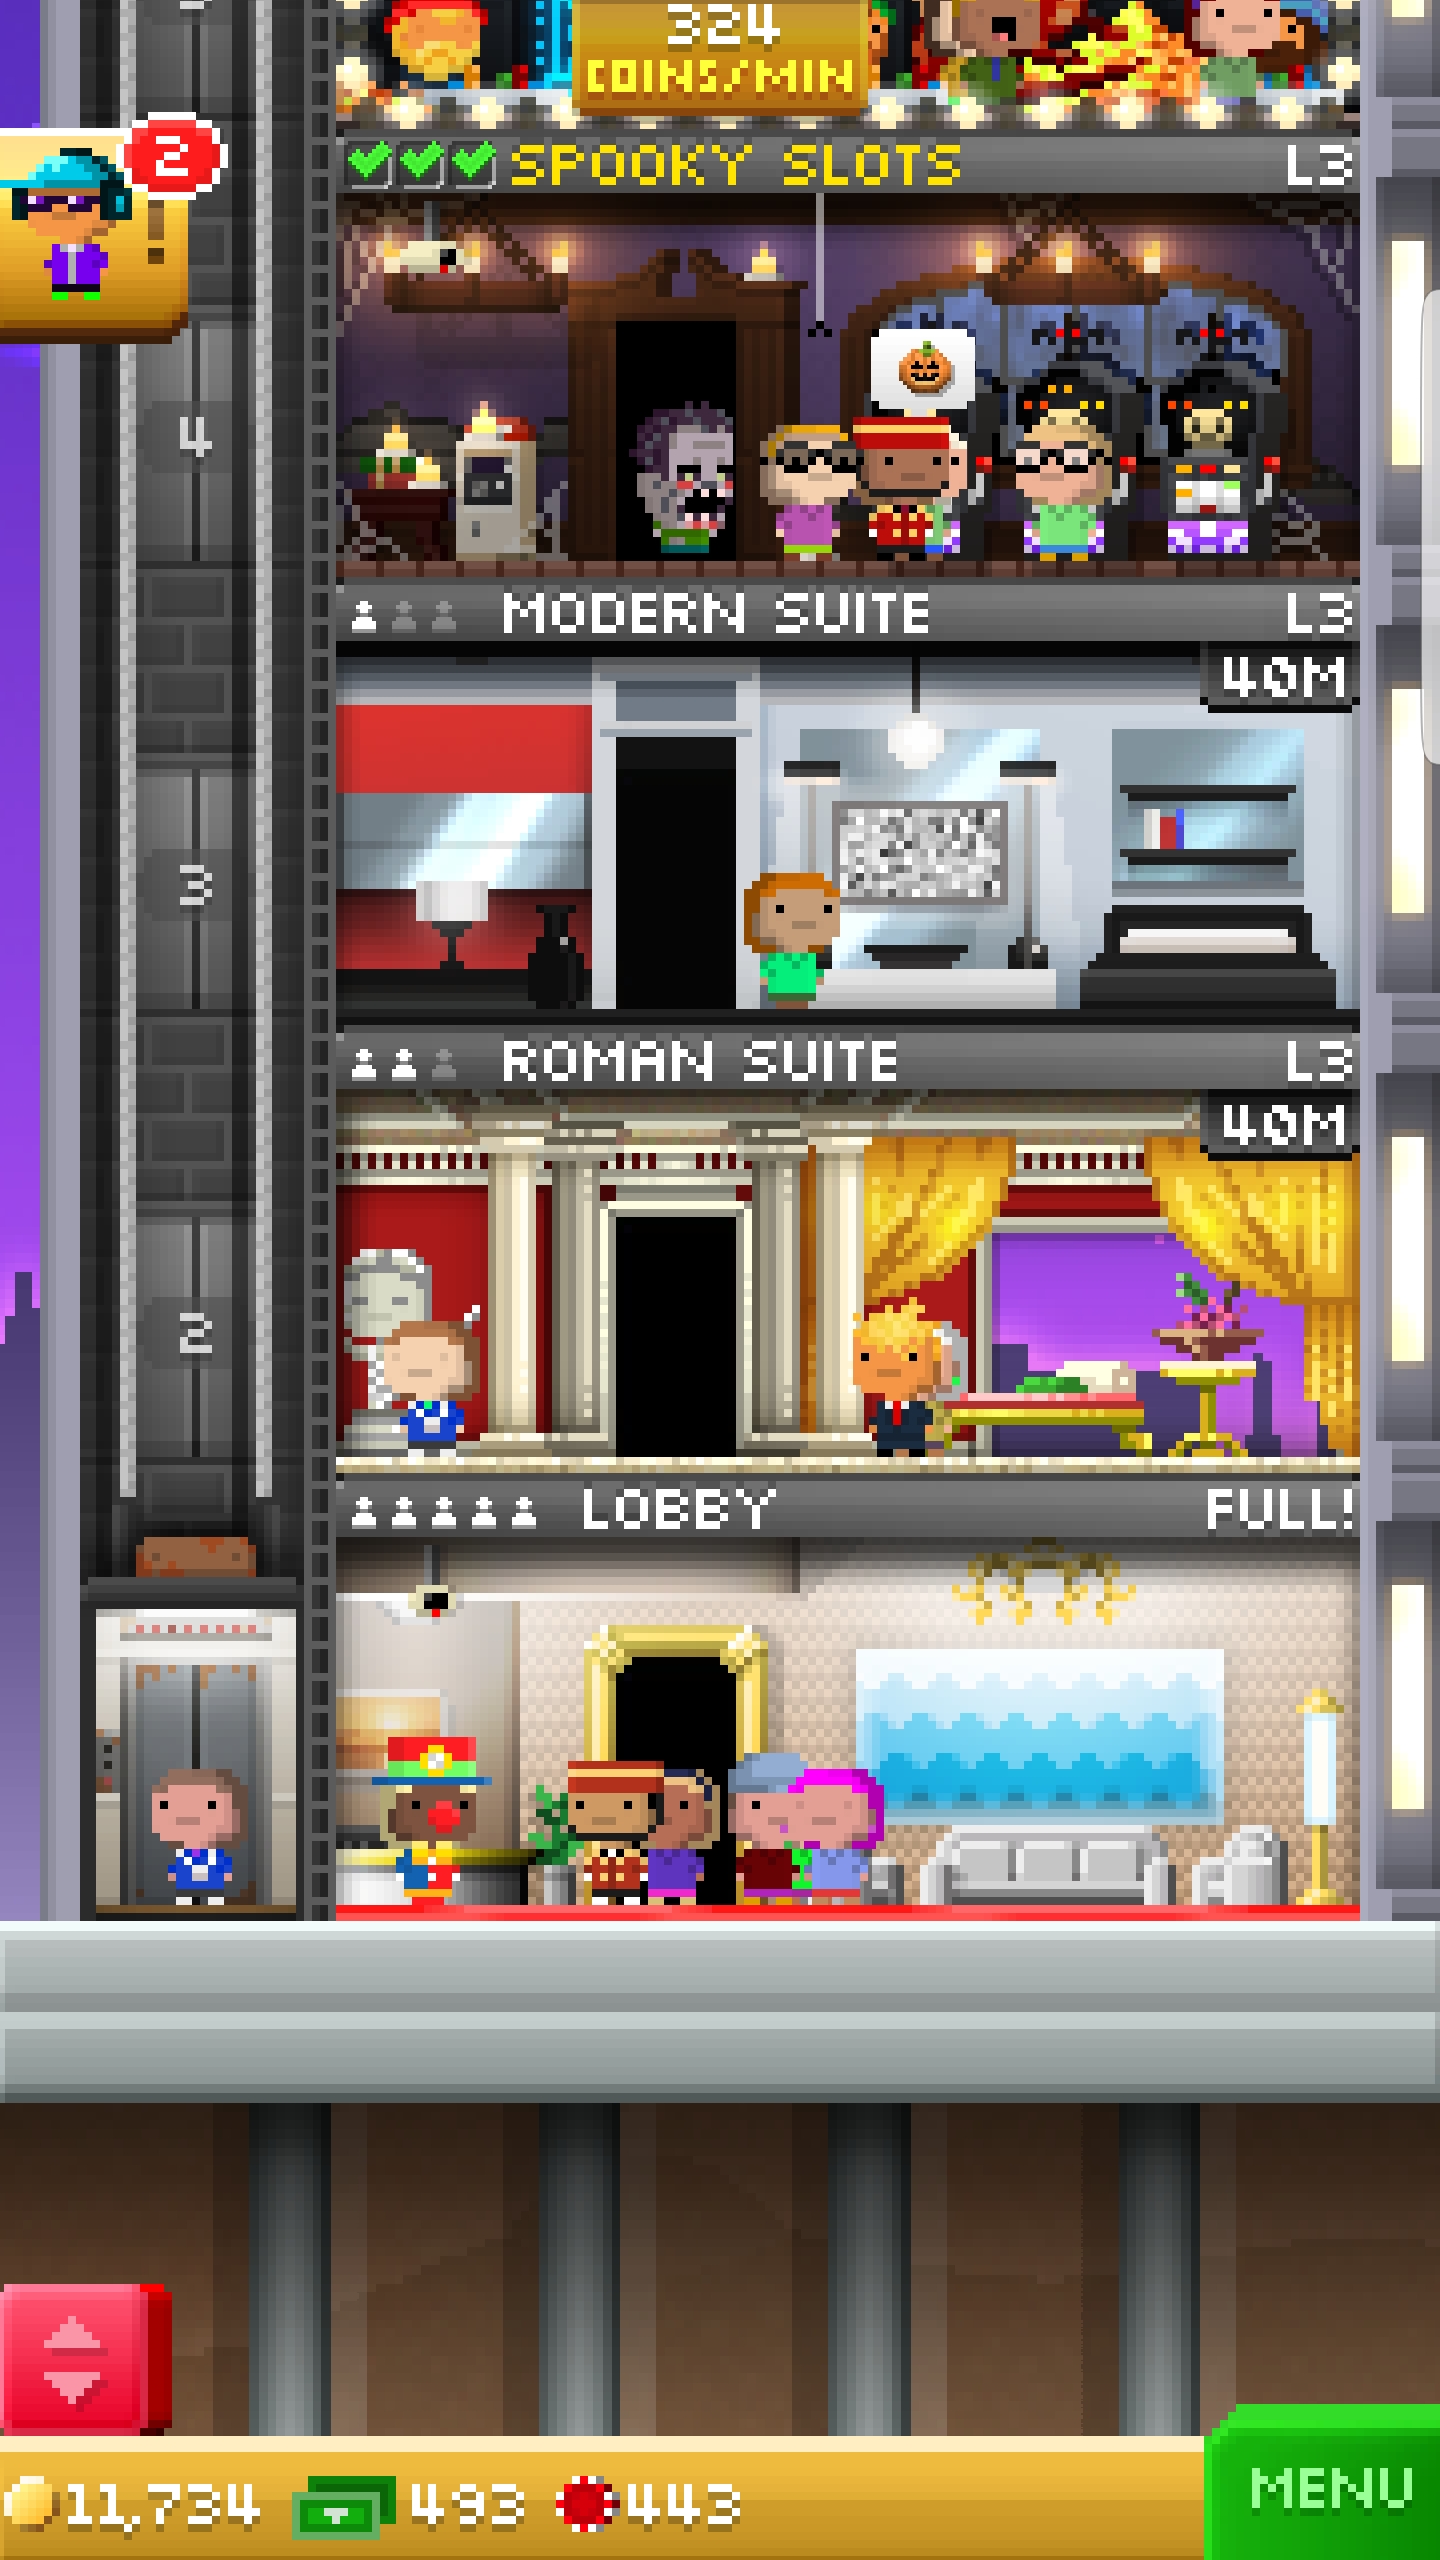 324
COINS/MIN
2
SPOOKY SLOTS L3
4
MODERN SUITE L3
40M
3
ROMAN SUITE L3
40M
2
LOBBY FULL!
11,734 493 443
MENU